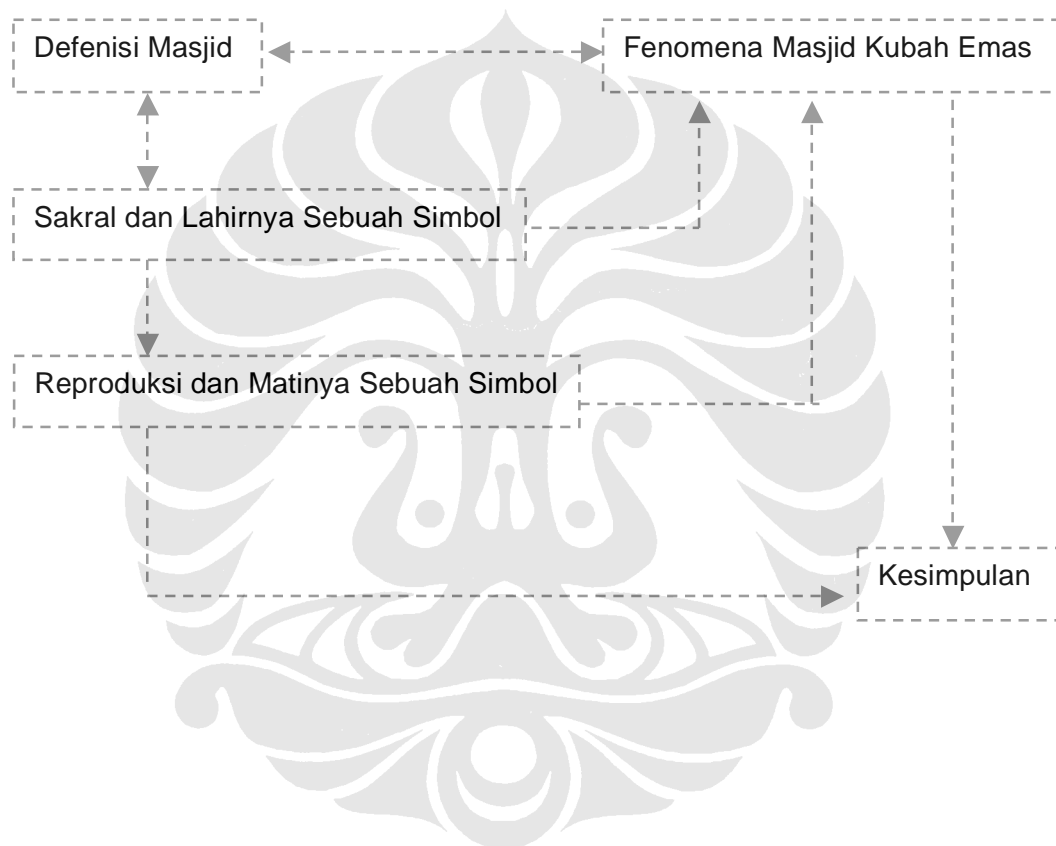 Defenisi Masjid
Fenomena Masjid Kubah Emas
Sakral dan Lahirnya Sebuah Simbol
Reproduksi dan Matinya Sebuah Simbol
Kesimpulan